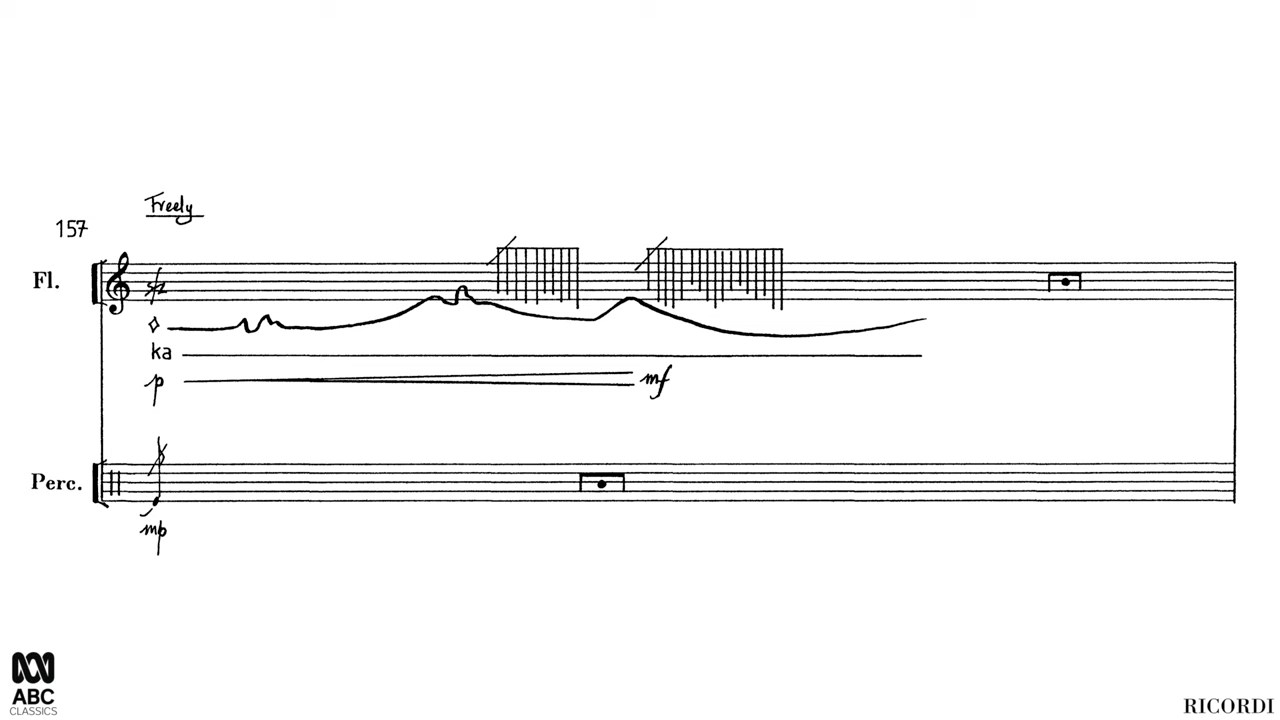 Freely
157
Fl.
ka
p mf
Perc.
mp
ABC
CLASSICS
RICORDI